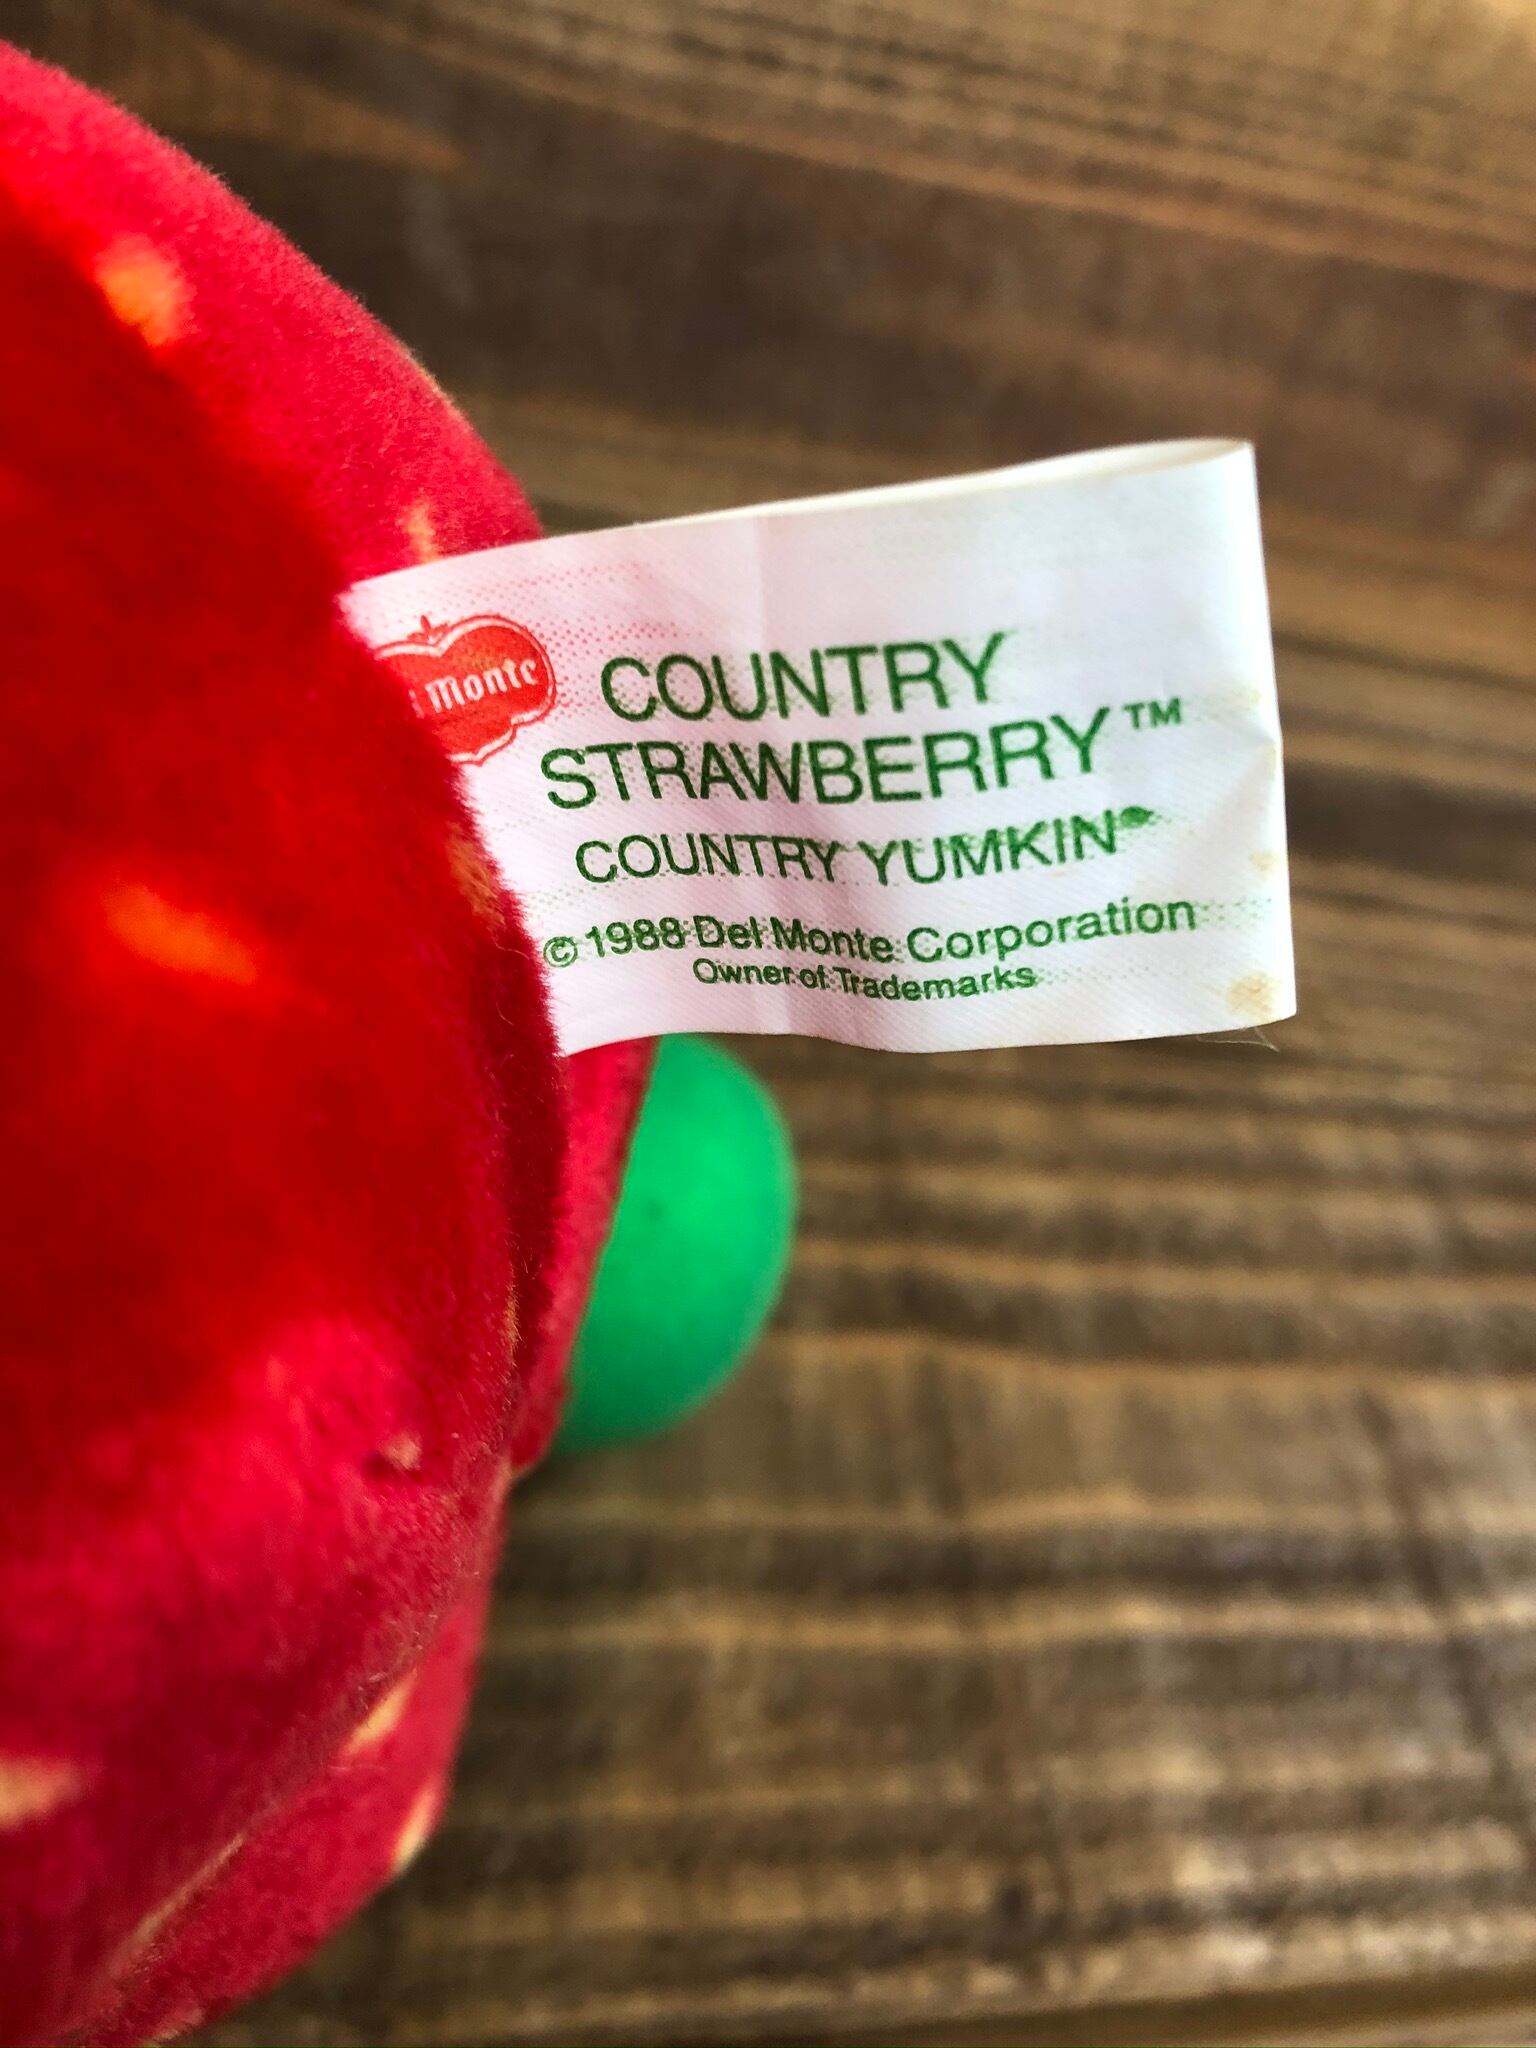 Monte
COUNTRY
STRAWBERRY™
COUNTRY YUMKIN®
© 1988 Del Monte Corporation
Owner of Trademarks